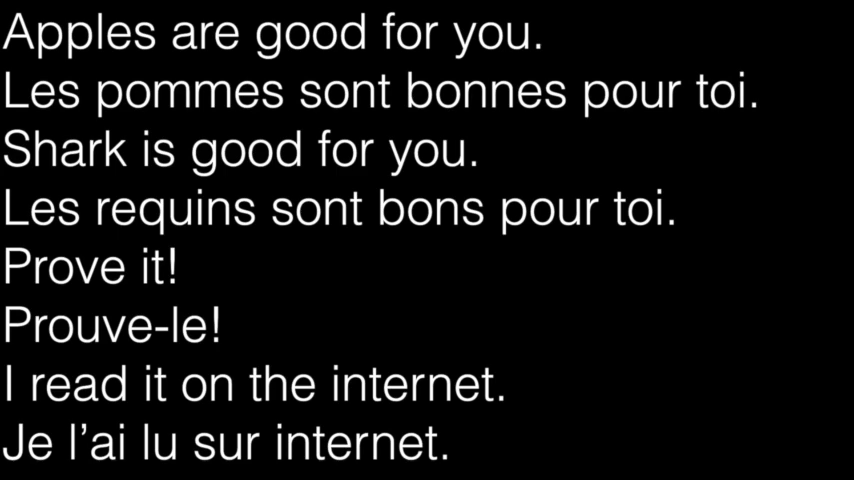 Apples are good for you.
Les pommes sont bonnes pour toi.
Shark is good for you.
Les requins sont bons pour toi.
Prove it!
Prouve-le!
I read it on the internet.
Je l’ai lu sur internet.